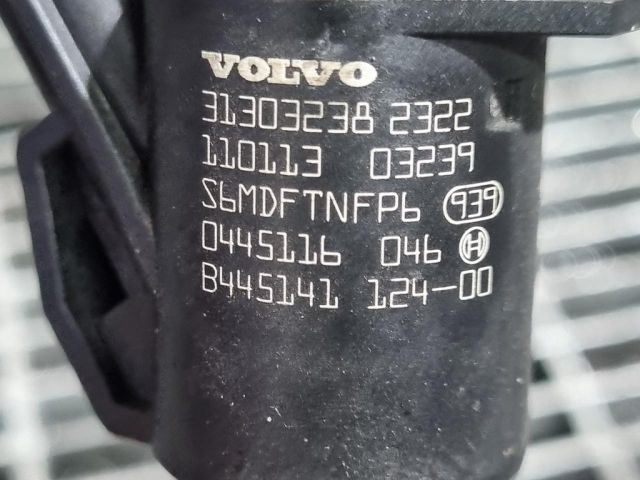 VOLVO
31303238 2322
110113 03239
S6MDFTNFP6 939
0445116 046
B445141 124-00